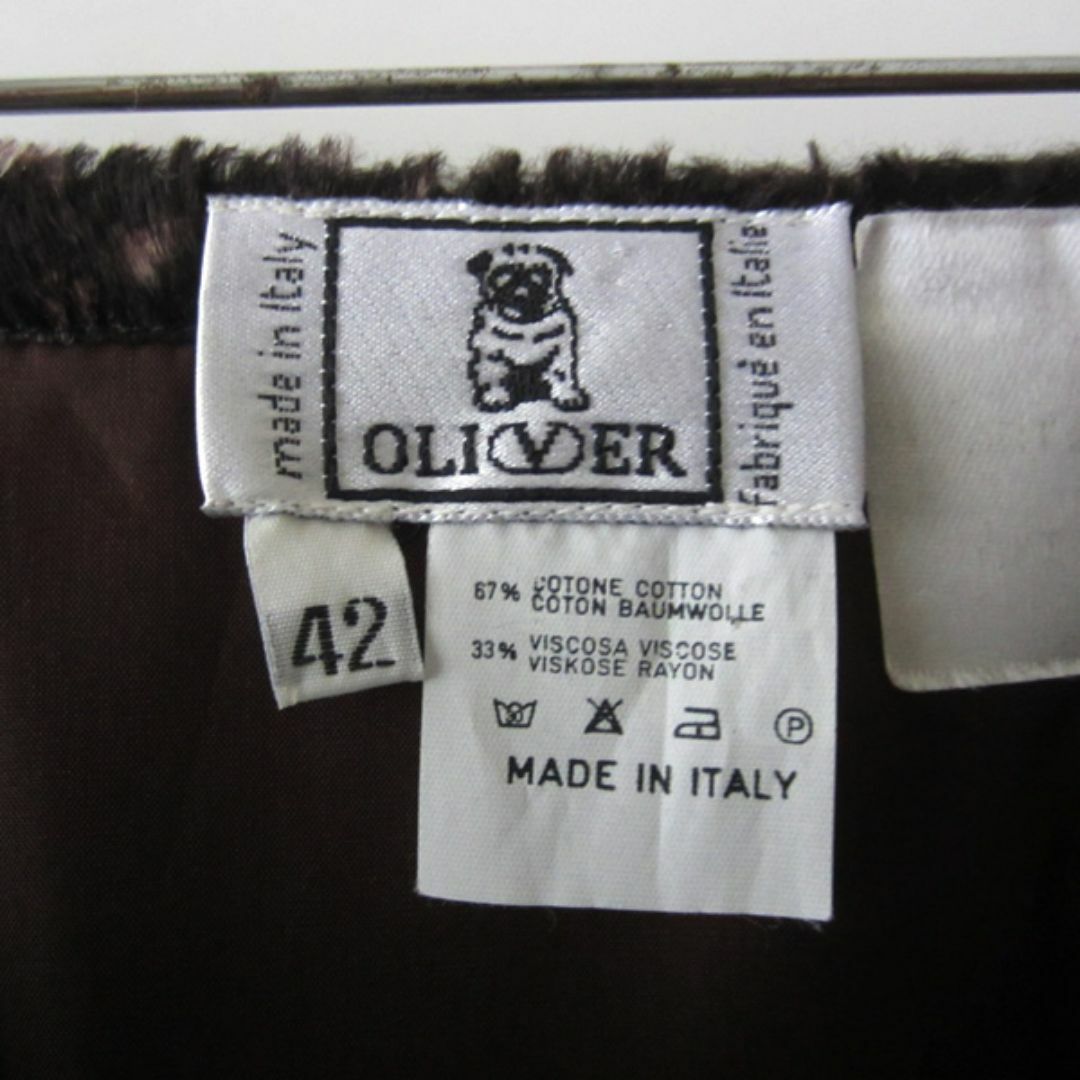 made in Italy
OLIVER
Fabriqué en Italie
42
67% COTONE COTTON
COTON BAUMWOLLE
33% VISCOSA VISCOSE
VISKOSE RAYON
30
P
MADE IN ITALY